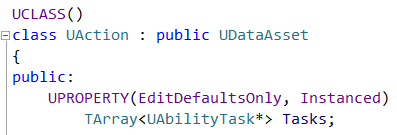 UCLASS()
class UAction : public UDataAsset
{
public:
UPROPERTY(EditDefaultsOnly, Instanced)
TArray<UAbilityTask*> Tasks;